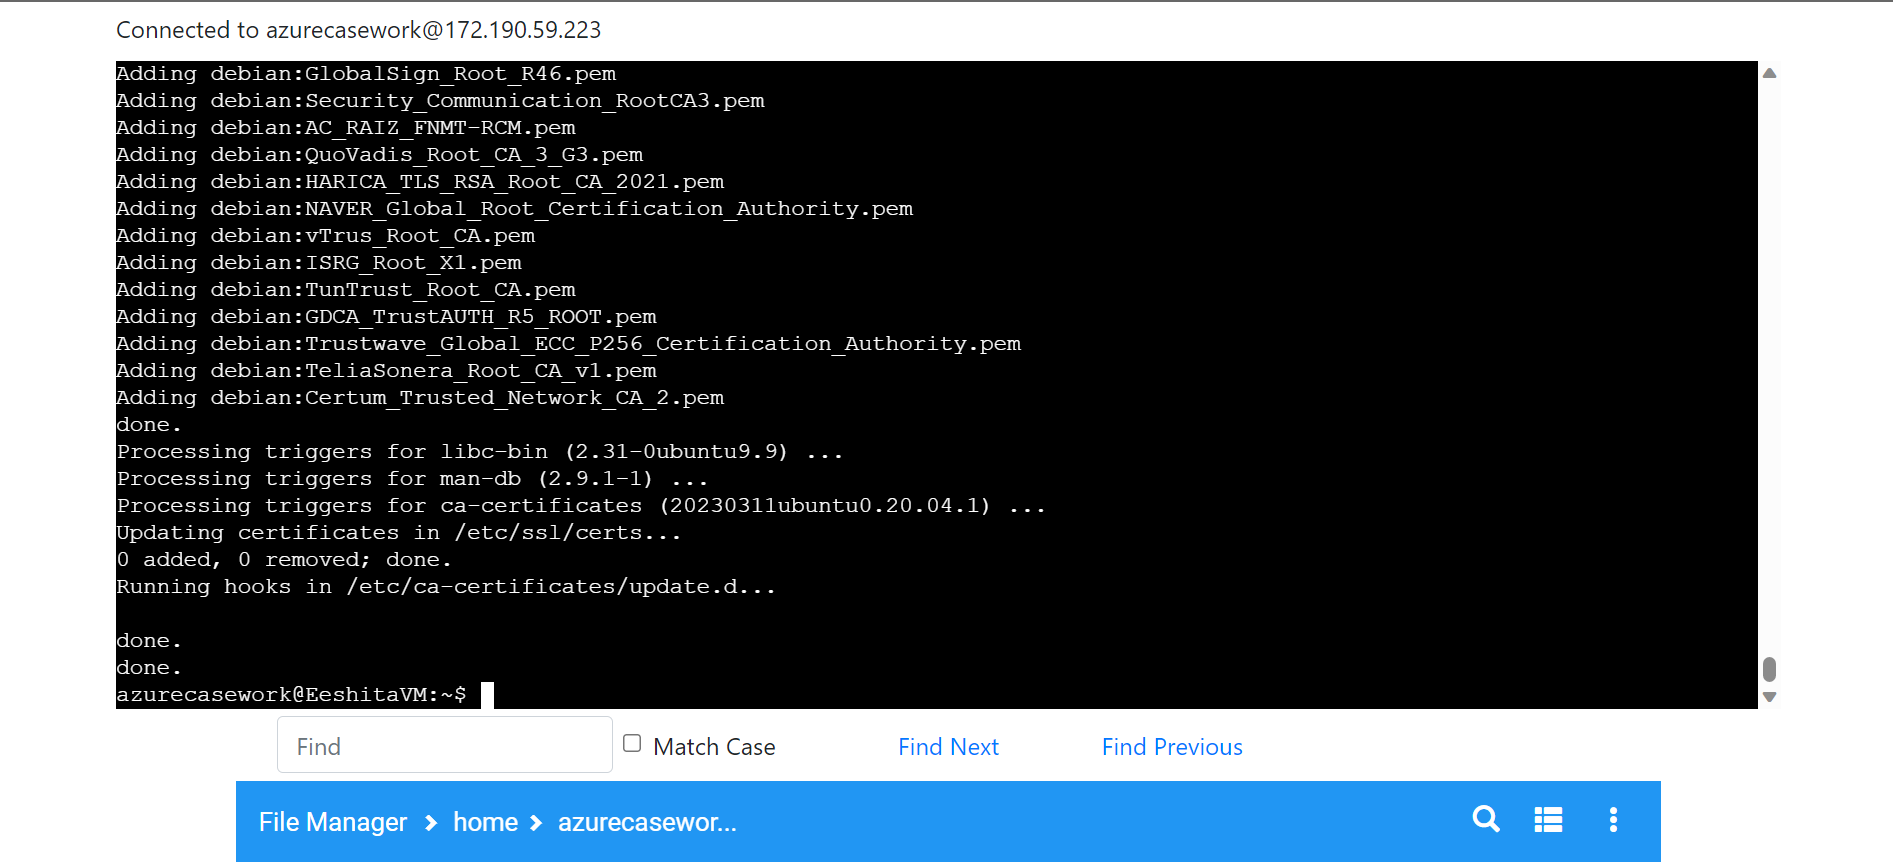 Connected to azurecasework@172.190.59.223
Adding debian:GlobalSign_Root_R46.pem
Adding debian:Security_Communication_RootCA3.pem
Adding debian:AC_RAIZ_FNMT-RCM.pem
Adding debian:QuoVadis_Root_CA_3_G3.pem
Adding debian:HARICA_TLS_RSA_Root_CA_2021.pem
Adding debian:NAVER_Global_Root_Certification_Authority.pem
Adding debian:vTrus_Root_CA.pem
Adding debian:ISRG_Root_X1.pem
Adding debian:TunTrust_Root_CA.pem
Adding debian:GDCA_TrustAUTH_R5_ROOT.pem
Adding debian:Trustwave_Global_ECC_P256_Certification_Authority.pem
Adding debian:TeliaSonera_Root_CA_v1.pem
Adding debian:Certum_Trusted_Network_CA_2.pem
done.
Processing triggers for libc-bin (2.31-0ubuntu9.9) ...
Processing triggers for man-db (2.9.1-1) ...
Processing triggers for ca-certificates (20230311ubuntu0.20.04.1) ...
Updating certificates in /etc/ssl/certs...
0 added, 0 removed; done.
Running hooks in /etc/ca-certificates/update.d...
done.
done.
azurecasework@EeshitaVM:~$
Find Match Case Find Next Find Previous
File Manager > home > azurecasewor...